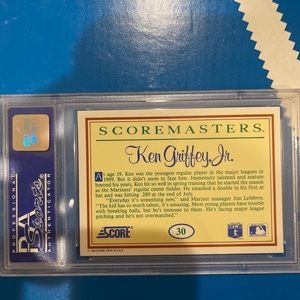 SCOREMASTERS
Ken Griffey, Jr.
At age 19, Ken was the youngest regular player in the major leagues in
1989. But it didn't seem to faze him. Immensely talented and mature
beyond his years, Ken hit so well in spring training that he started the season
as the Mariners' regular center fielder. He smashed a double in his first at
bat and was hitting .289 at the end of July.
"Everyday it's something new," said Mariner manager Jim Lefebvre.
"The kid has so much talent, it's amazing. Most young players have trouble
with breaking balls, but he's immune to them. He's not overmatched by
pitching and he's not mesmerized."
SCORE
30
PSA
PROFESSIONAL
SPORTS
AUTHENTICATOR